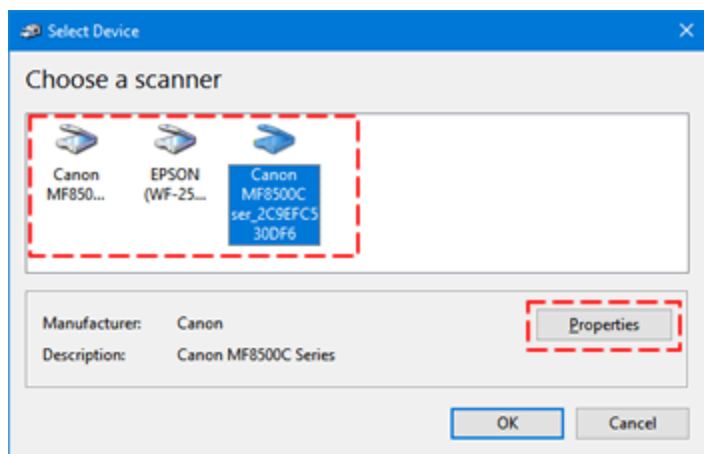 Select Device
Choose a scanner
Canon
MF850...
EPSON
(WF-25...
Canon
MF8500C
ser_2C9EFC5
30DF6
Manufacturer: Canon
Properties
Description: Canon MF8500C Series
OK Cancel